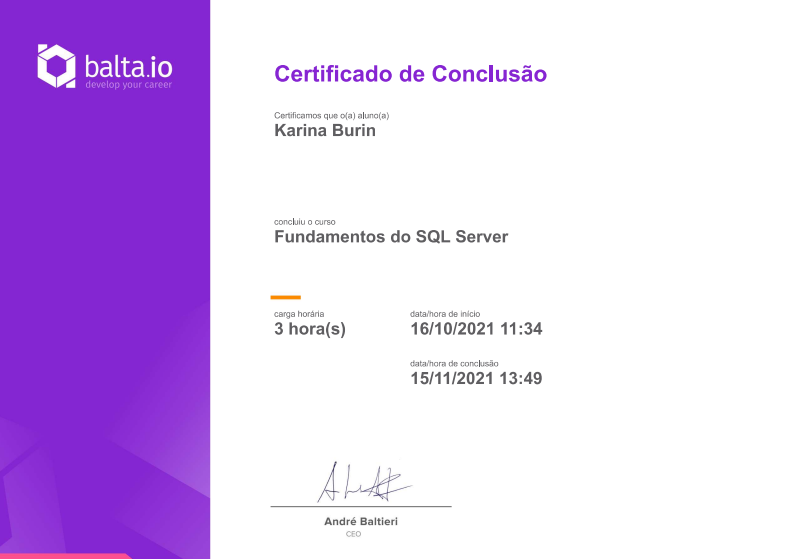 balta.io
develop your career
Certificado de Conclusão
Certificamos que o(a) aluno(a)
Karina Burin
concluiu o curso
Fundamentos do SQL Server
carga horária
3 hora(s)
data/hora de início
16/10/2021 11:34
data/hora de conclusão
15/11/2021 13:49
André Baltieri
CEO